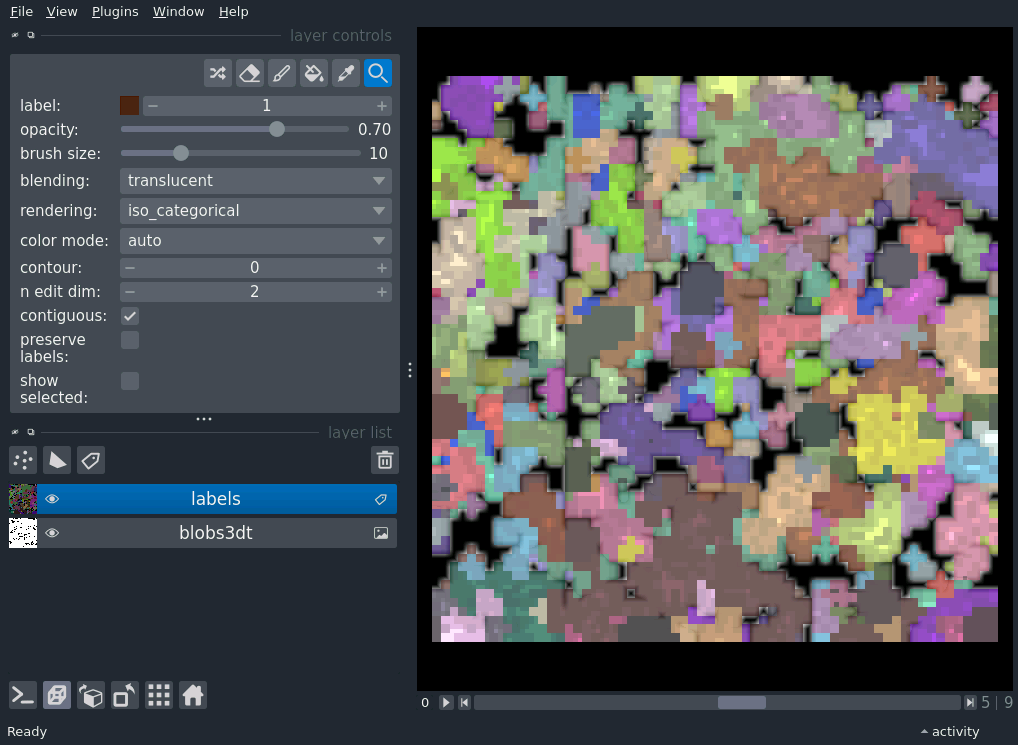 File View Plugins Window Help
layer controls
label: 1
opacity: 0.70
brush size: 10
blending: translucent
rendering: iso_categorical
color mode: auto
contour: 0
n edit dim: 2
contiguous:
preserve
labels:
show
selected:
layer list
labels
blobs3dt
0 5 | 9
Ready activity